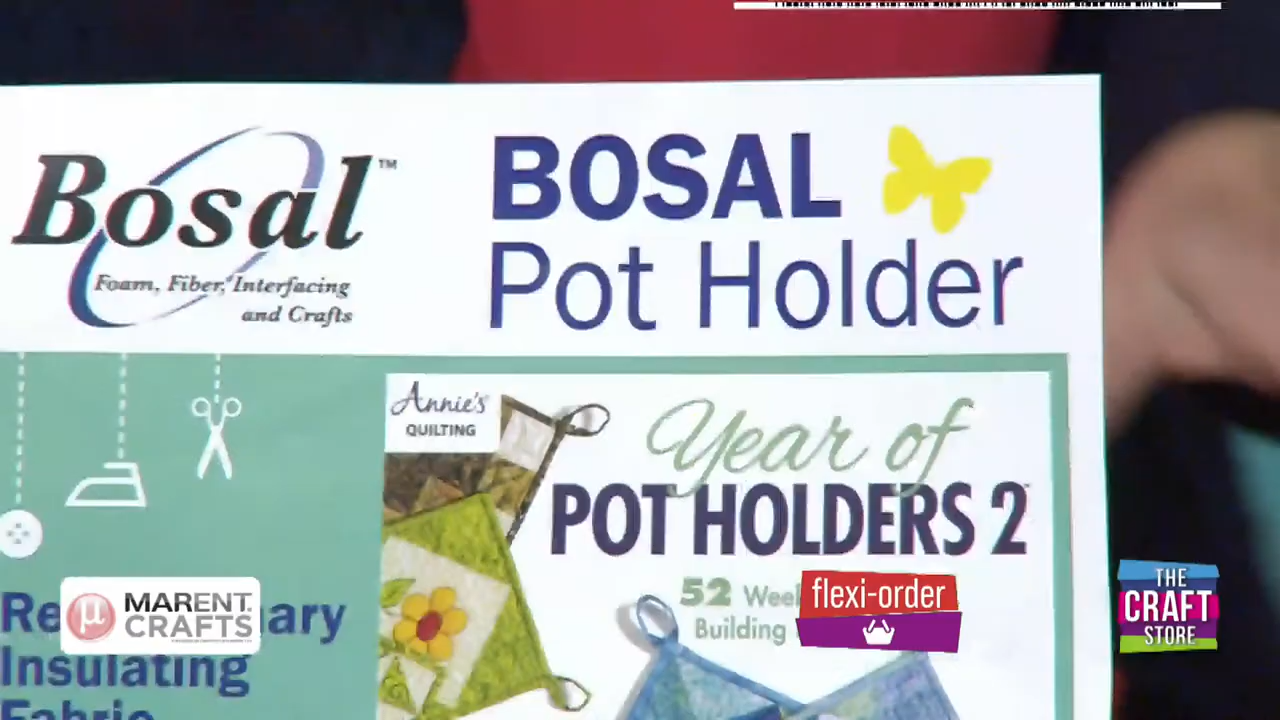 Bosal™
Foam, Fiber, Interfacing
and Crafts
BOSAL
Pot Holder
Annie's
QUILTING
Year of
POT HOLDERS 2
52
Building
Insulating
Fabric
µ
MARENT.
CRAFTS
flexi-order
THE
CRAFT
STORE